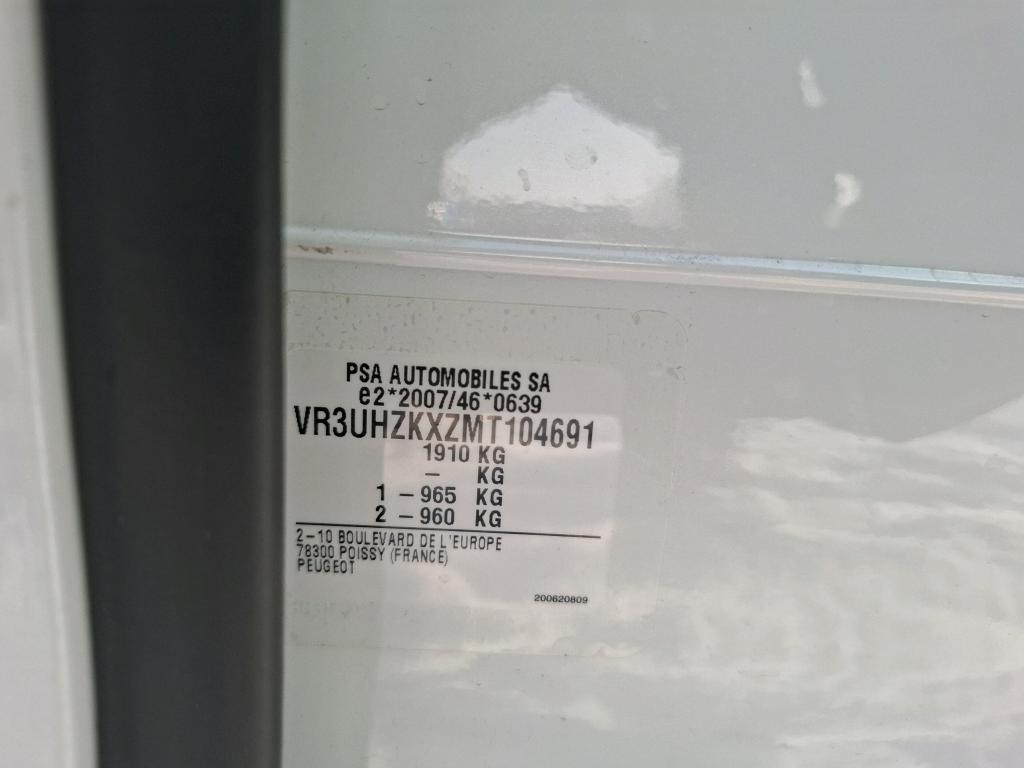 PSA AUTOMOBILES SA
e2*2007/46*0639
VR3UHZKXZMT104691
1910 KG
– KG
1 – 965 KG
2 – 960 KG
2–10 BOULEVARD DE L'EUROPE
78300 POISSY (FRANCE)
PEUGEOT
200620809